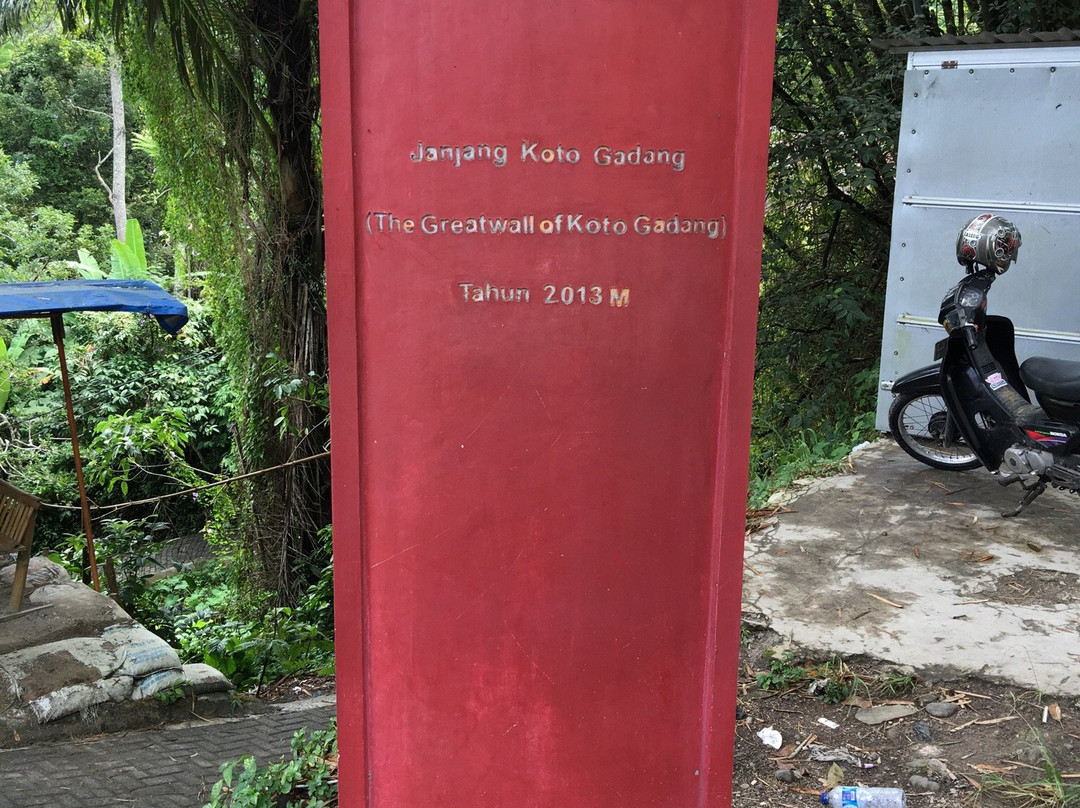 Janjang Koto Gadang
(The Greatwall of Koto Gadang)
Tahun 2013 M